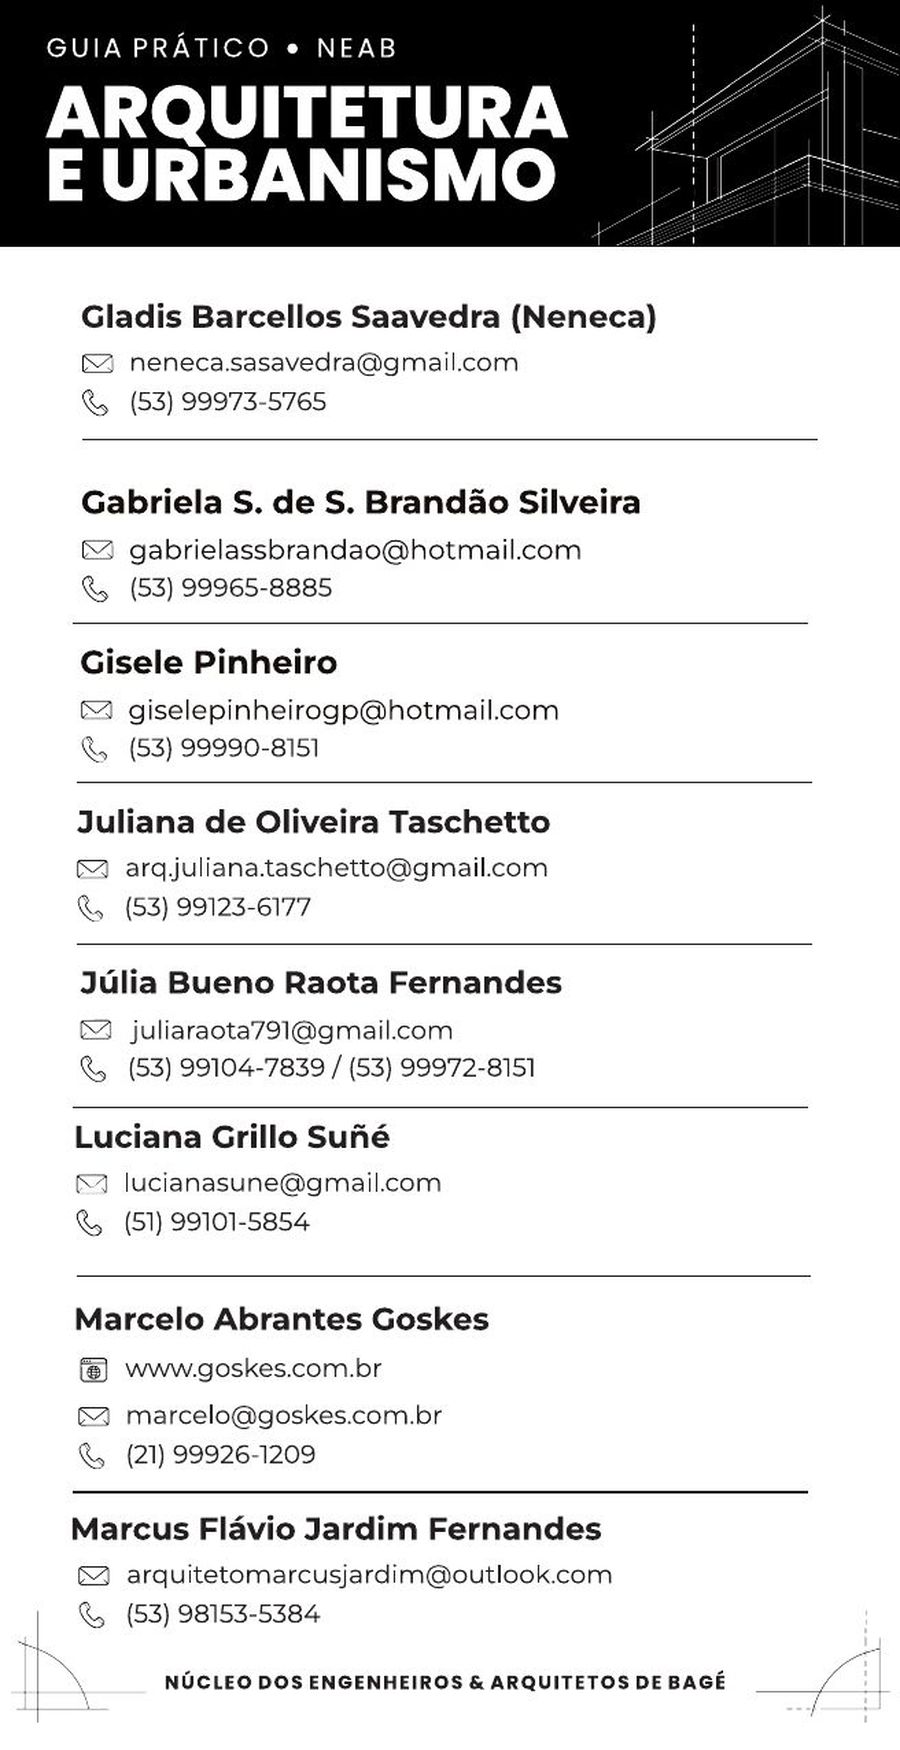 GUIA PRÁTICO • NEAB
ARQUITETURA
E URBANISMO
Gladis Barcellos Saavedra (Neneca)
neneca.sasavedra@gmail.com
(53) 99973-5765
Gabriela S. de S. Brandão Silveira
gabrielassbrandao@hotmail.com
(53) 99965-8885
Gisele Pinheiro
giselepinheirogp@hotmail.com
(53) 99990-8151
Juliana de Oliveira Taschetto
arq.juliana.taschetto@gmail.com
(53) 99123-6177
Júlia Bueno Raota Fernandes
juliaraota791@gmail.com
(53) 99104-7839 / (53) 99972-8151
Luciana Grillo Suñé
lucianasune@gmail.com
(51) 99101-5854
Marcelo Abrantes Goskes
www.goskes.com.br
marcelo@goskes.com.br
(21) 99926-1209
Marcus Flávio Jardim Fernandes
arquitetomarcusjardim@outlook.com
(53) 98153-5384
NÚCLEO DOS ENGENHEIROS & ARQUITETOS DE BAGÉ